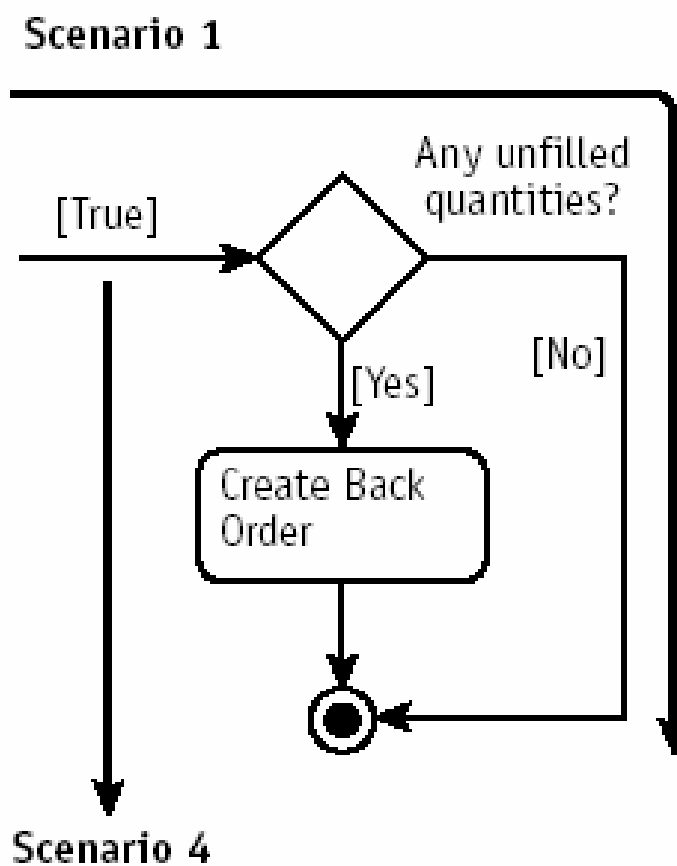 Scenario 1
Any unfilled
quantities?
[True]
[No]
[Yes]
Create Back
Order
Scenario 4